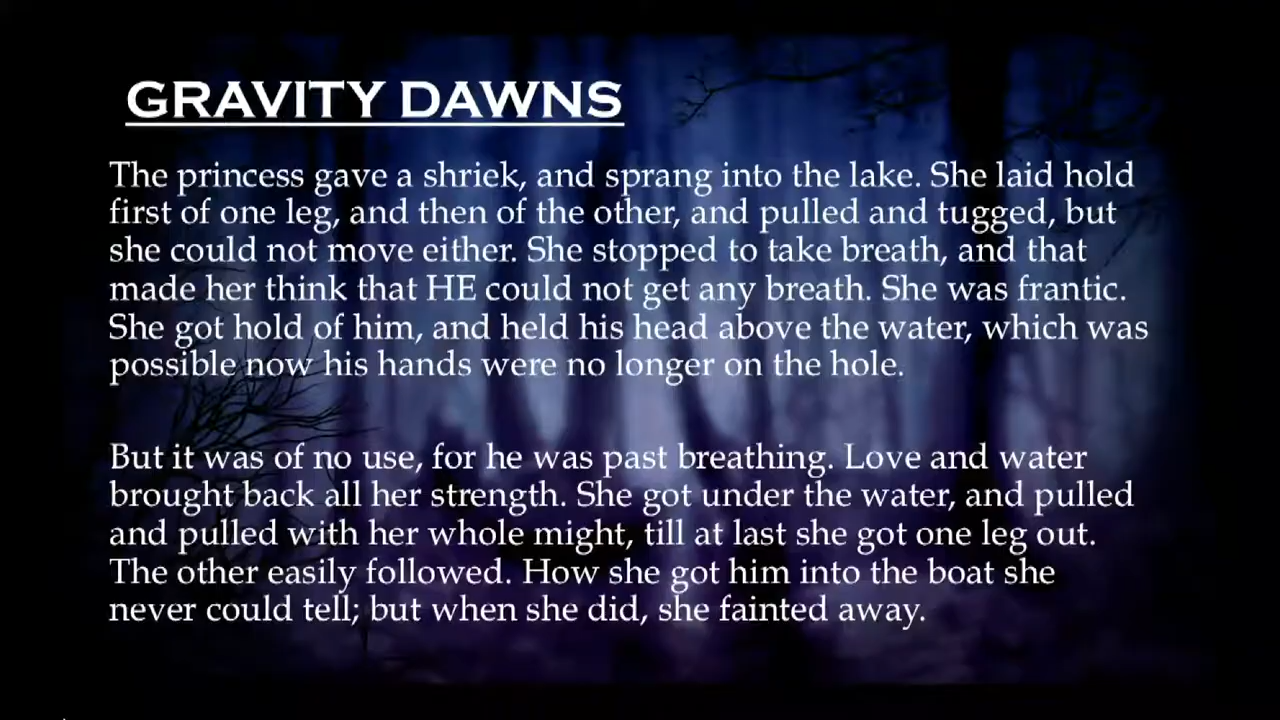 GRAVITY DAWNS
The princess gave a shriek, and sprang into the lake. She laid hold
first of one leg, and then of the other, and pulled and tugged, but
she could not move either. She stopped to take breath, and that
made her think that HE could not get any breath. She was frantic.
She got hold of him, and held his head above the water, which was
possible now his hands were no longer on the hole.
But it was of no use, for he was past breathing. Love and water
brought back all her strength. She got under the water, and pulled
and pulled with her whole might, till at last she got one leg out.
The other easily followed. How she got him into the boat she
never could tell; but when she did, she fainted away.